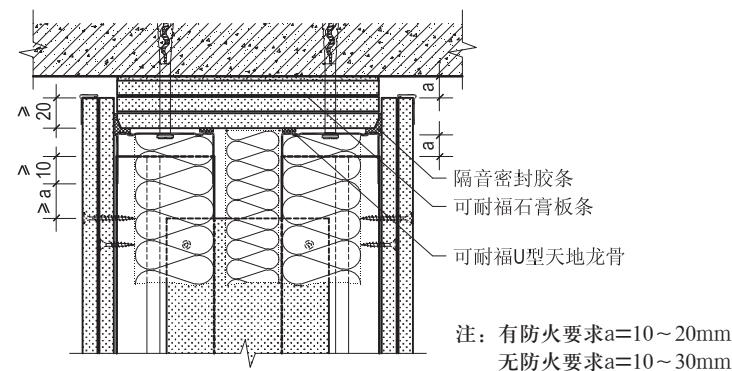 a
≥20
a
≥10
≥a
隔音密封胶条
可耐福石膏板条
可耐福U型天地龙骨
注：有防火要求a=10～20mm
无防火要求a=10～30mm